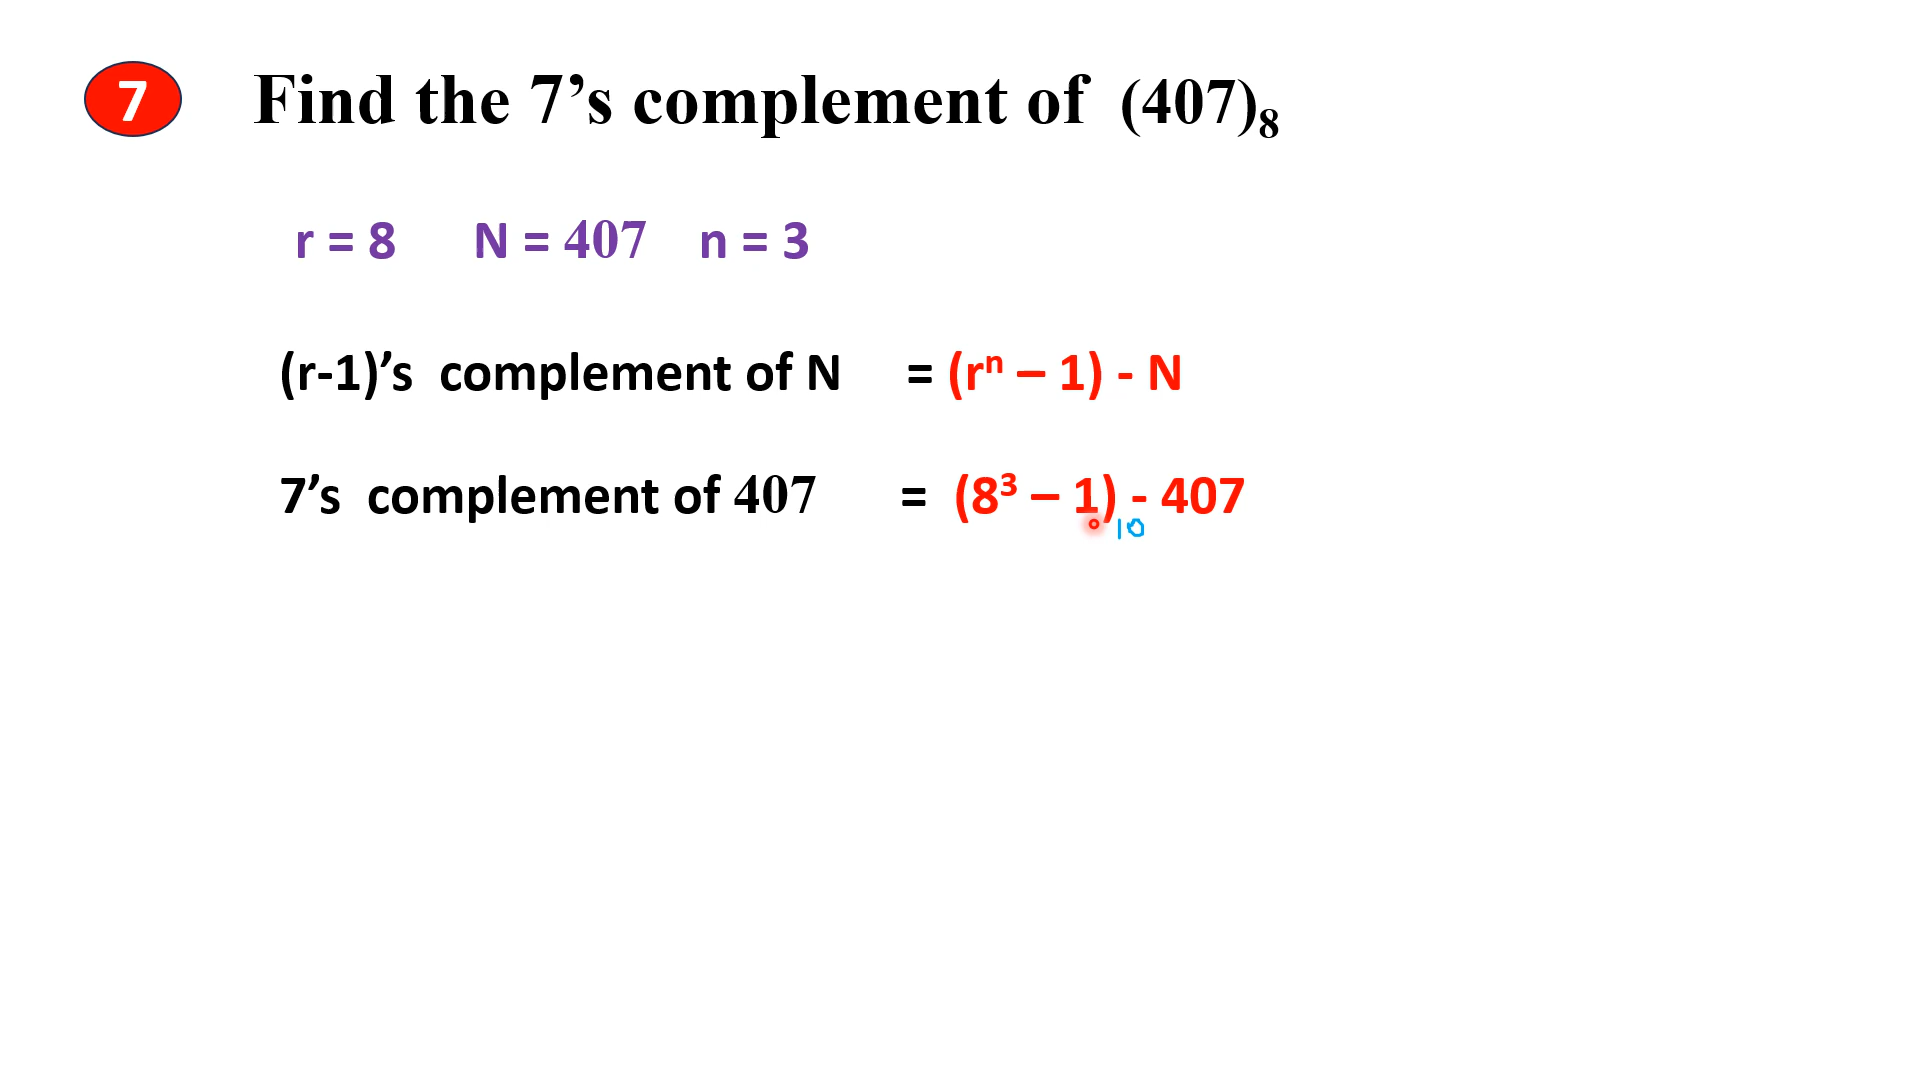 7 Find the 7’s complement of (407)₈
r = 8 N = 407 n = 3
(r-1)’s complement of N = (rⁿ – 1) - N
7’s complement of 407 = (8³ – 1)₁₀ - 407